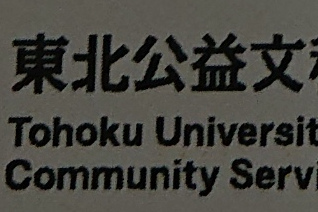 東北公益文
Tohoku Universit
Community Servi